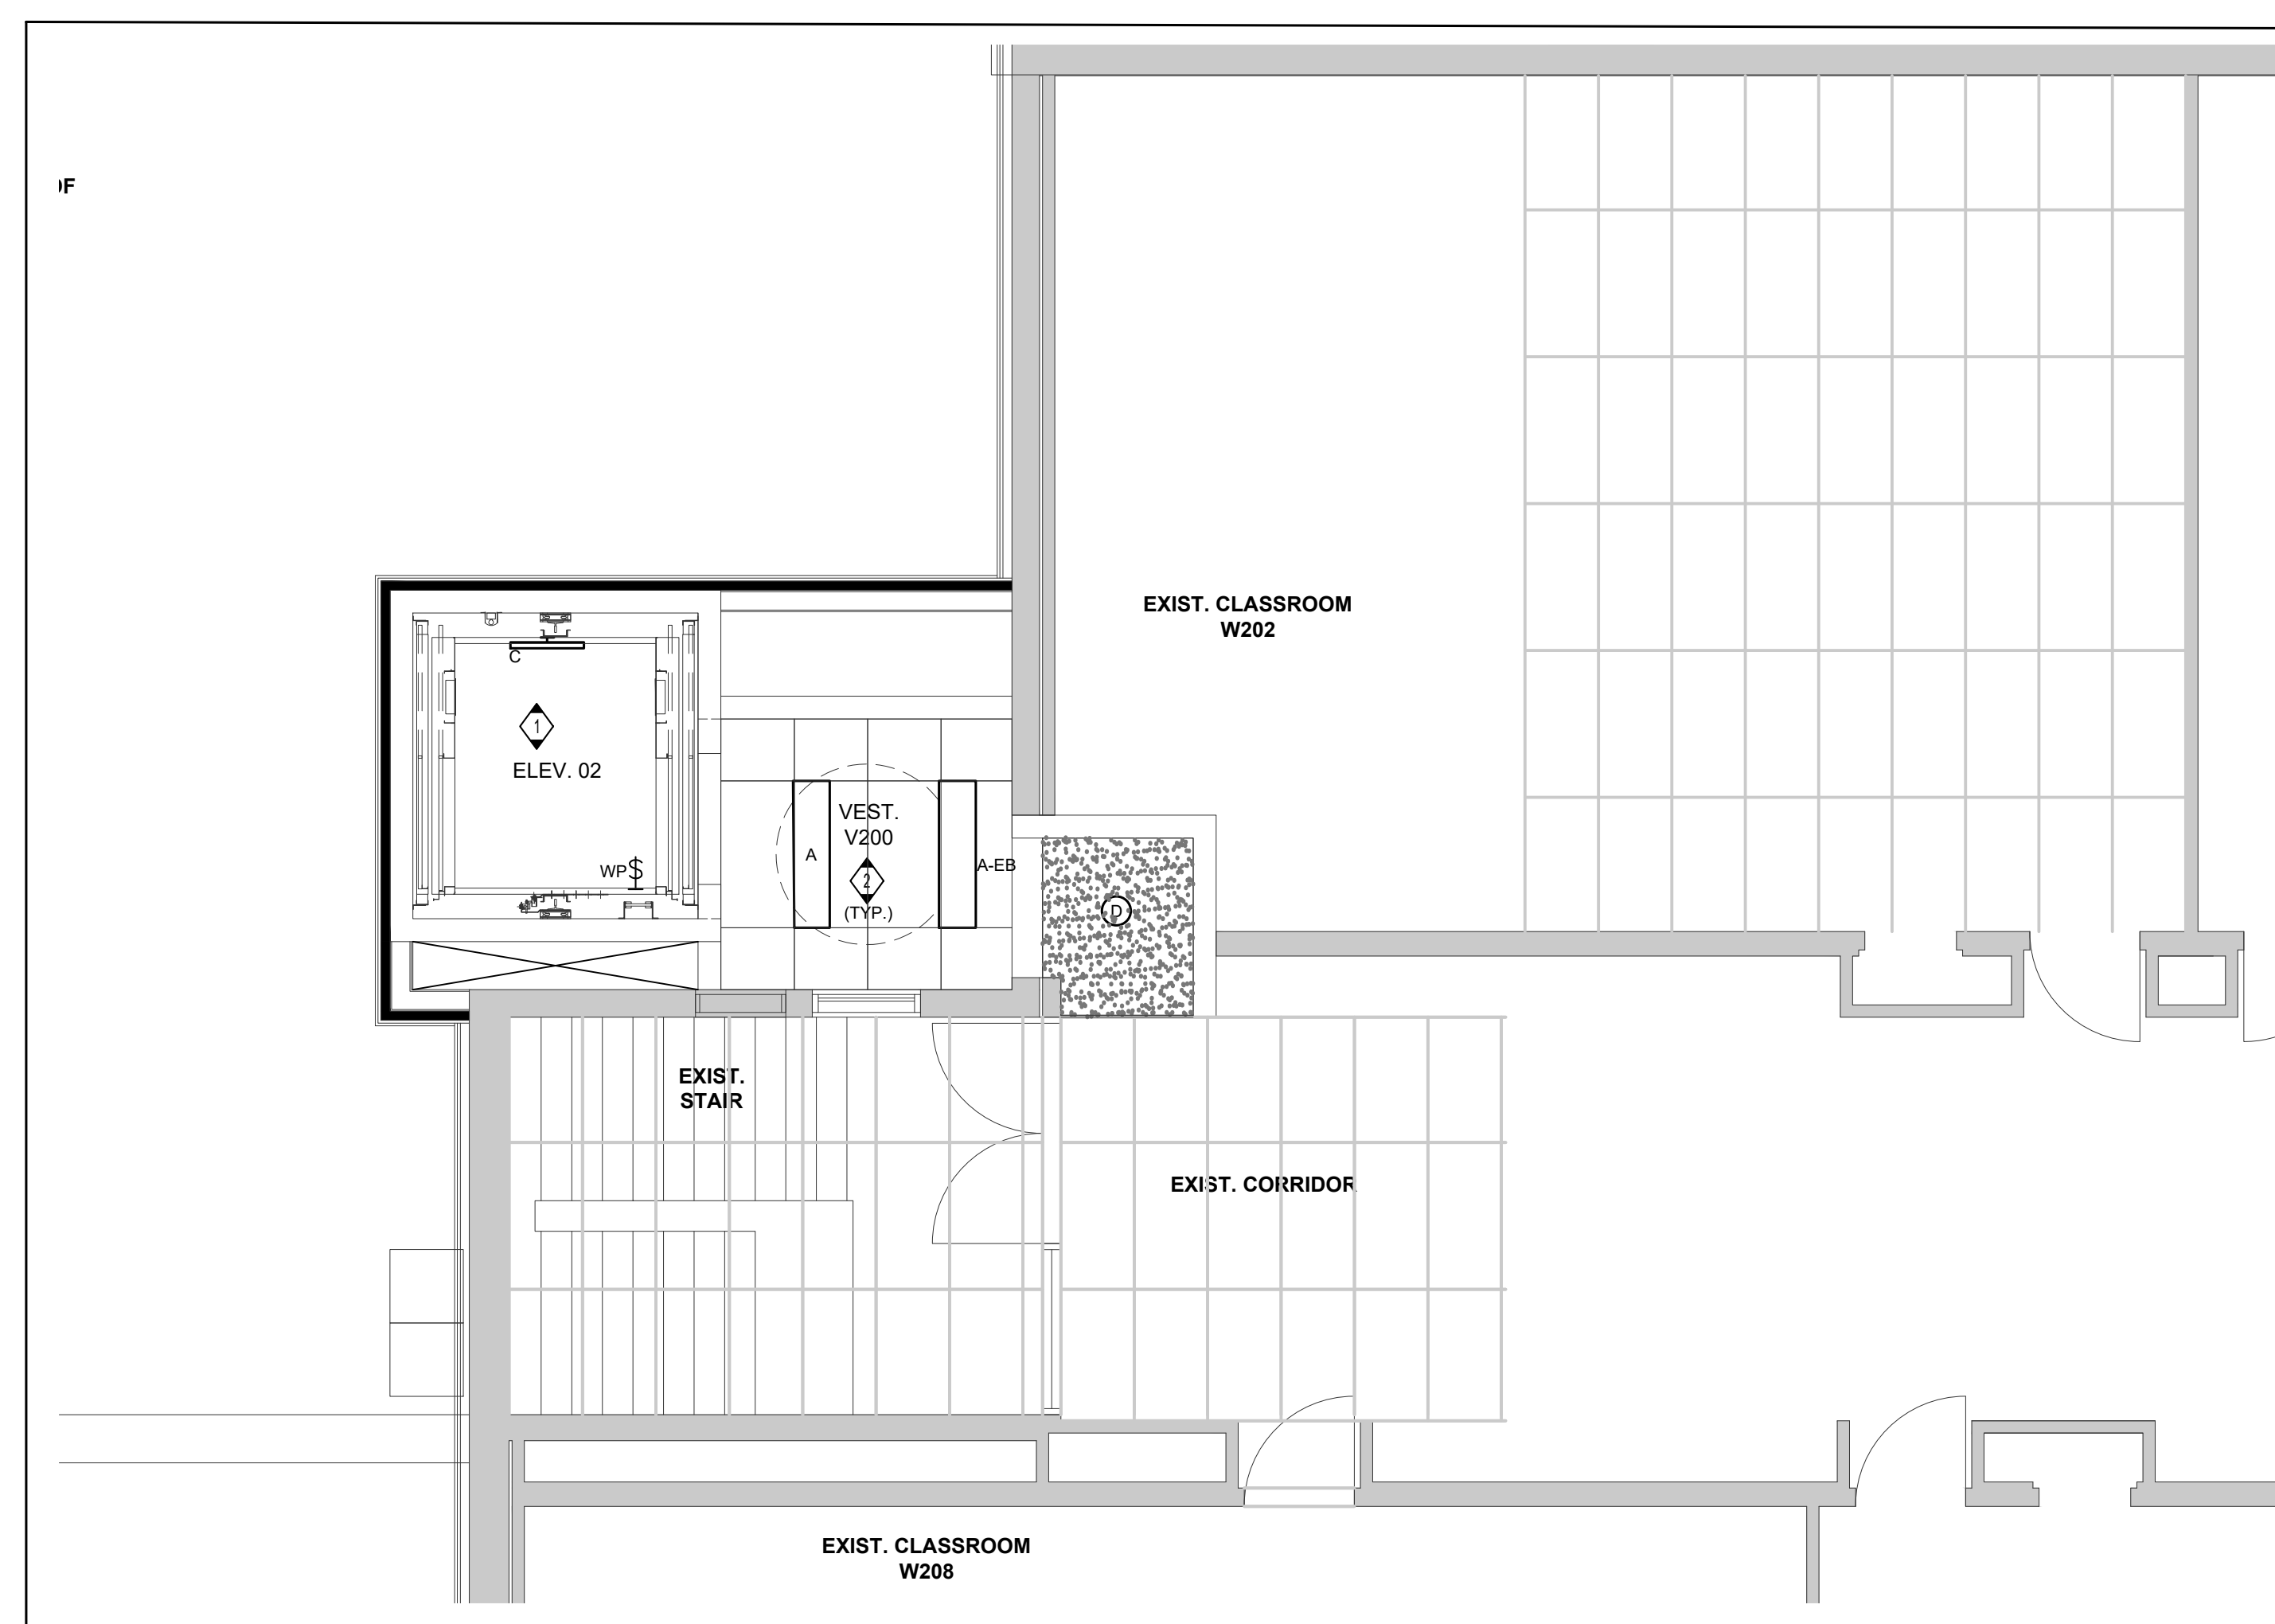 EXIST. CLASSROOM
W202
C
1
ELEV. 02
VEST.
V200
A
A-EB
WP$
2
(TYP.)
D
EXIST.
STAIR
EXIST. CORRIDOR
EXIST. CLASSROOM
W208